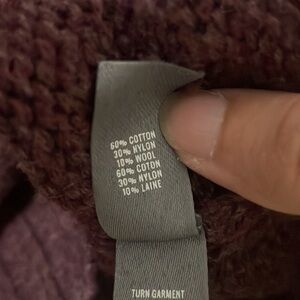 60% COTTON
30% NYLON
10% WOOL
60% COTON
30% NYLON
10% LAINE
TURN GARMENT